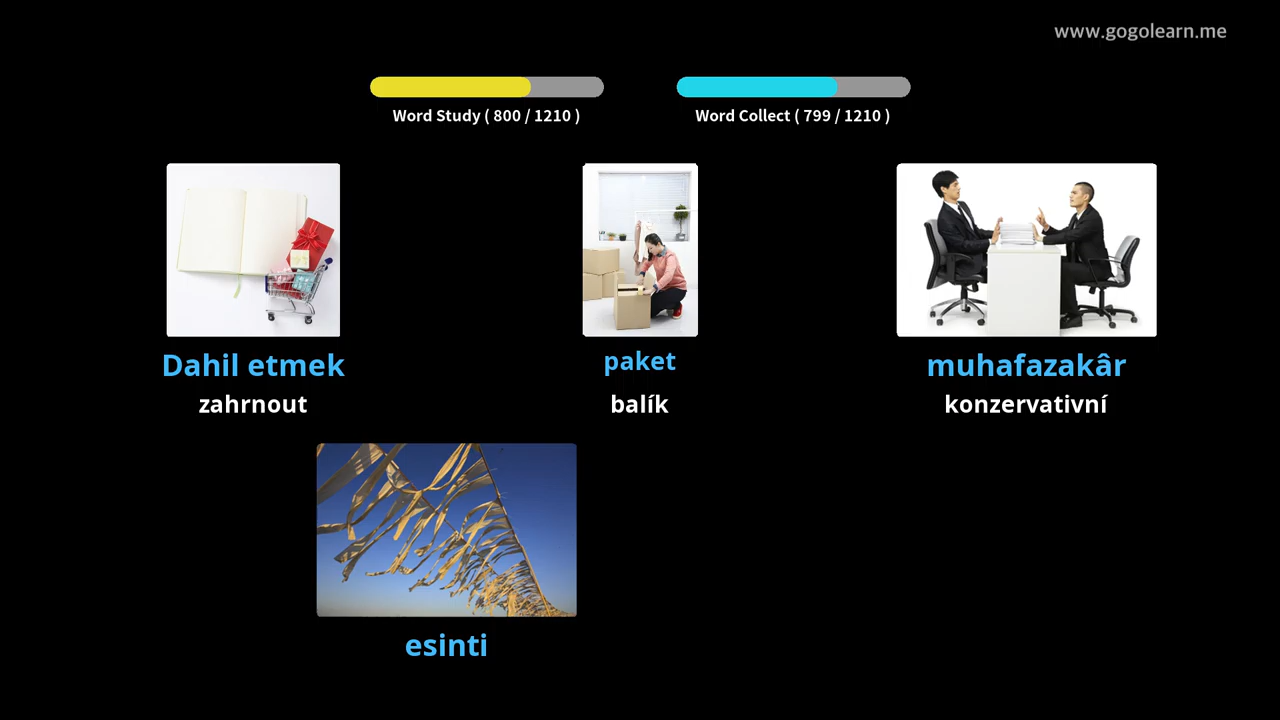 www.gogolearn.me
Word Study ( 800 / 1210 )
Word Collect ( 799 / 1210 )
Dahil etmek
zahrnout
paket
balík
muhafazakâr
konzervativní
esinti